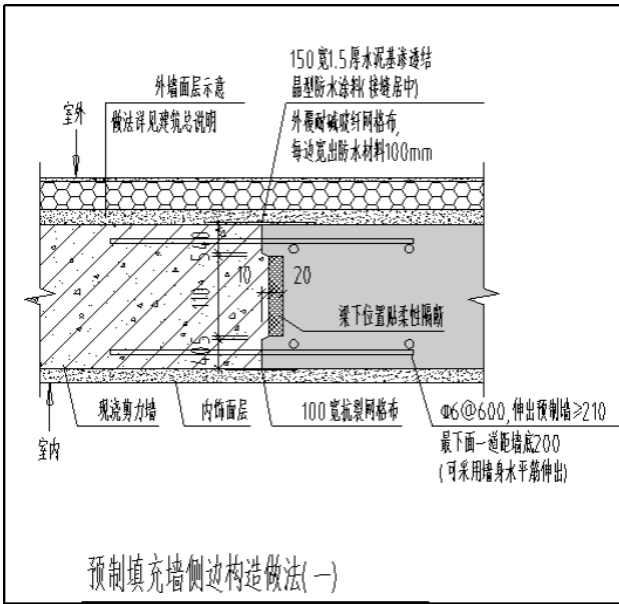 150宽1.5厚水泥基渗透结
晶型防水涂料(接缝居中)
外墙面层示意
做法详见建筑总说明
室外
外覆耐碱玻纤网格布,
每边宽出防水材料100mm
5 40
10
20
110
梁下位置贴柔性隔断
40 5
现浇剪力墙
内饰面层
100宽抗裂网格布
Φ6@600,伸出预制墙≥210
最下面一道距墙底200
(可采用墙身水平筋伸出)
室内
预制填充墙侧边构造做法(一)